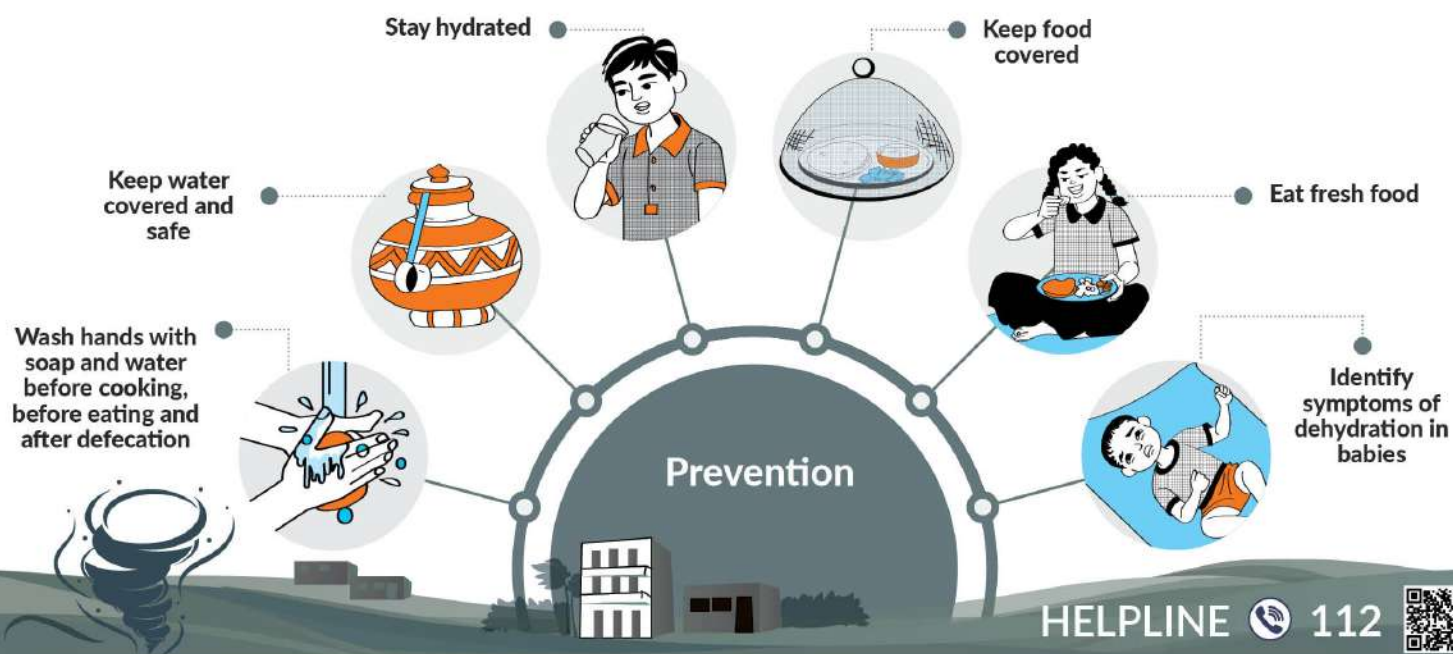 Stay hydrated
Keep food
covered
Keep water
covered and
safe
Eat fresh food
Wash hands with
soap and water
before cooking,
before eating and
after defecation
Identify
symptoms of
dehydration in
babies
Prevention
HELPLINE 112